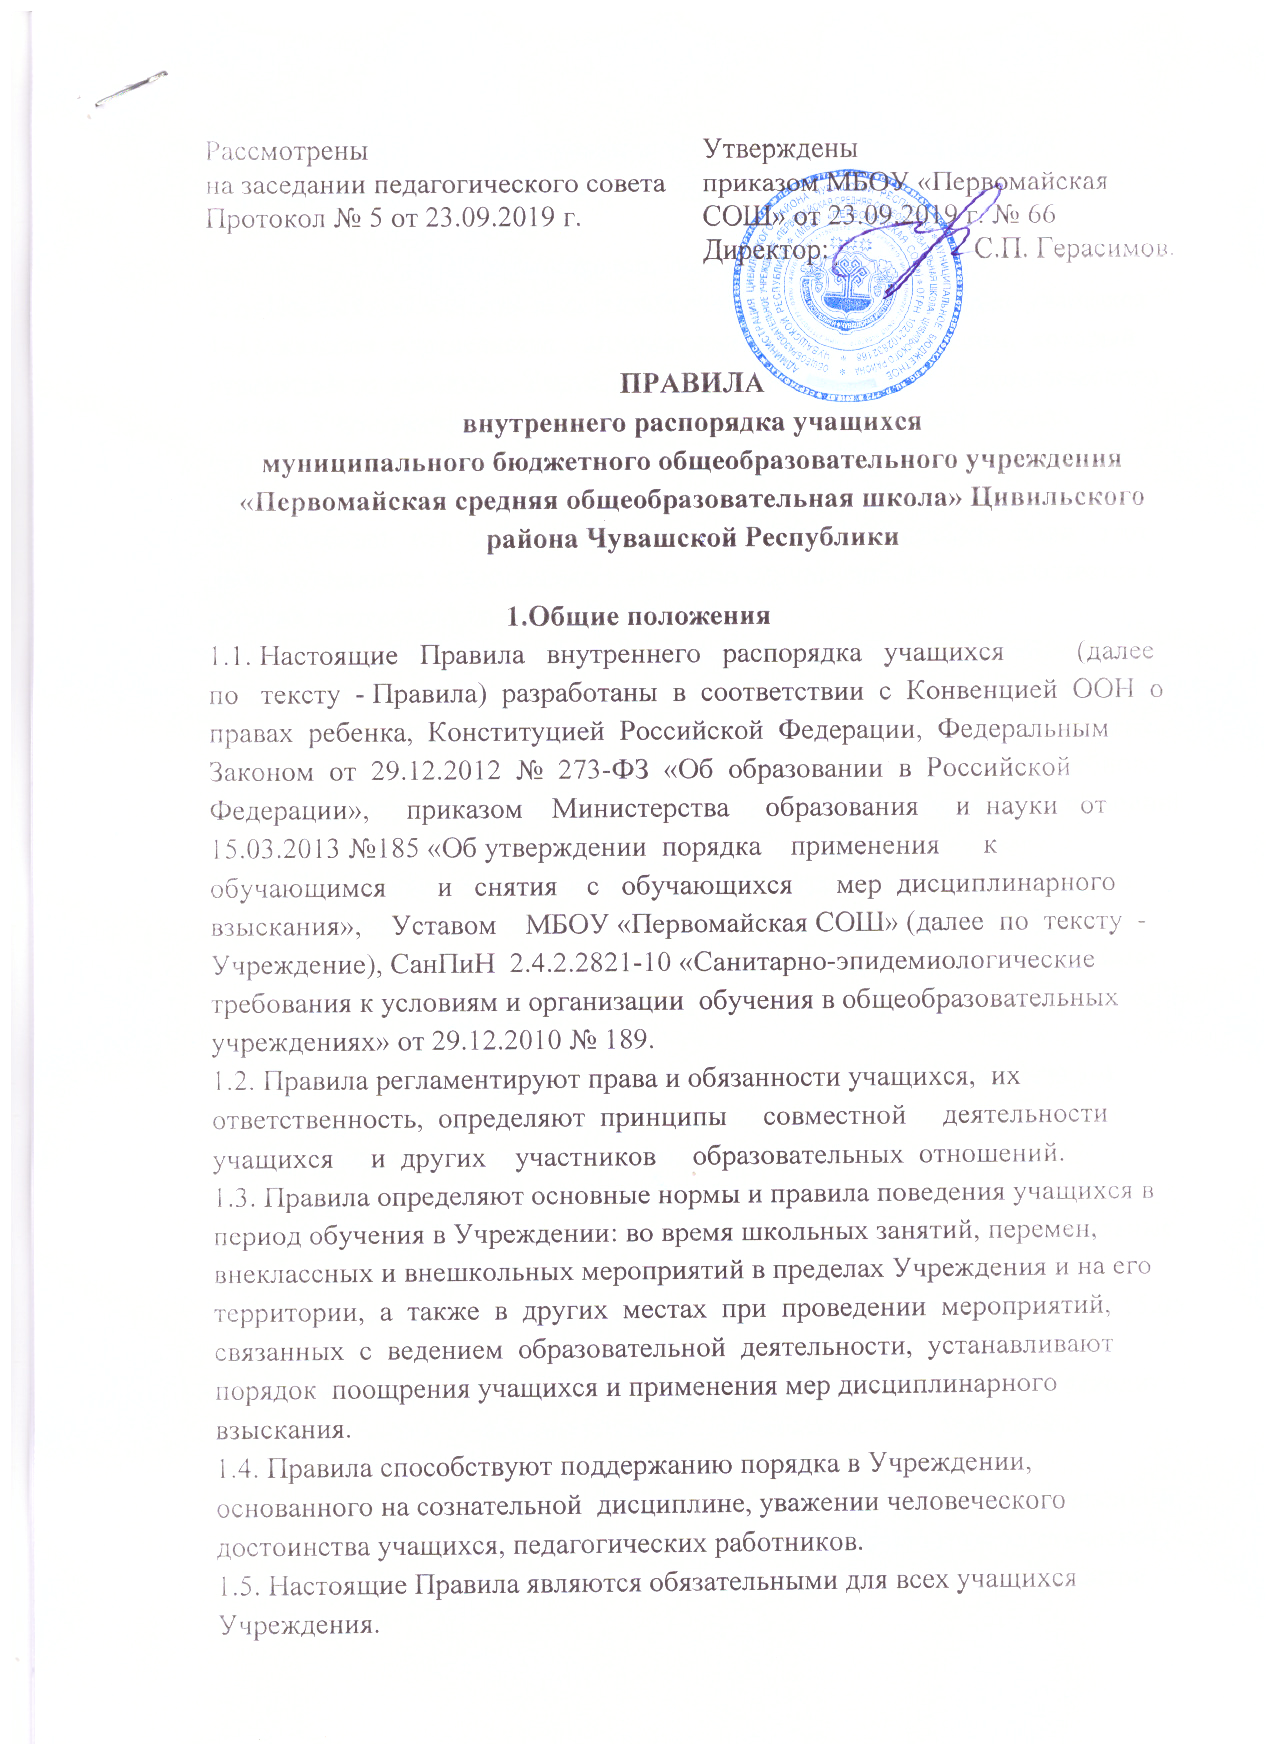 Рассмотрены
на заседании педагогического совета
Протокол № 5 от 23.09.2019 г.
Утверждены
приказом МБОУ «Первомайская
СОШ» от 23.09.2019 г. № 66
Директор: С.П. Герасимов.
ПРАВИЛА
внутреннего распорядка учащихся
муниципального бюджетного общеобразовательного учреждения
«Первомайская средняя общеобразовательная школа» Цивильского
района Чувашской Республики
1.Общие положения
1.1. Настоящие Правила внутреннего распорядка учащихся (далее
по тексту - Правила) разработаны в соответствии с Конвенцией ООН о
правах ребенка, Конституцией Российской Федерации, Федеральным
Законом от 29.12.2012 № 273-ФЗ «Об образовании в Российской
Федерации», приказом Министерства образования и науки от
15.03.2013 №185 «Об утверждении порядка применения к
обучающимся и снятия с обучающихся мер дисциплинарного
взыскания», Уставом МБОУ «Первомайская СОШ» (далее по тексту -
Учреждение), СанПиН 2.4.2.2821-10 «Санитарно-эпидемиологические
требования к условиям и организации обучения в общеобразовательных
учреждениях» от 29.12.2010 № 189.
1.2. Правила регламентируют права и обязанности учащихся, их
ответственность, определяют принципы совместной деятельности
учащихся и других участников образовательных отношений.
1.3. Правила определяют основные нормы и правила поведения учащихся в
период обучения в Учреждении: во время школьных занятий, перемен,
внеклассных и внешкольных мероприятий в пределах Учреждения и на его
территории, а также в других местах при проведении мероприятий,
связанных с ведением образовательной деятельности, устанавливают
порядок поощрения учащихся и применения мер дисциплинарного
взыскания.
1.4. Правила способствуют поддержанию порядка в Учреждении,
основанного на сознательной дисциплине, уважении человеческого
достоинства учащихся, педагогических работников.
1.5. Настоящие Правила являются обязательными для всех учащихся
Учреждения.